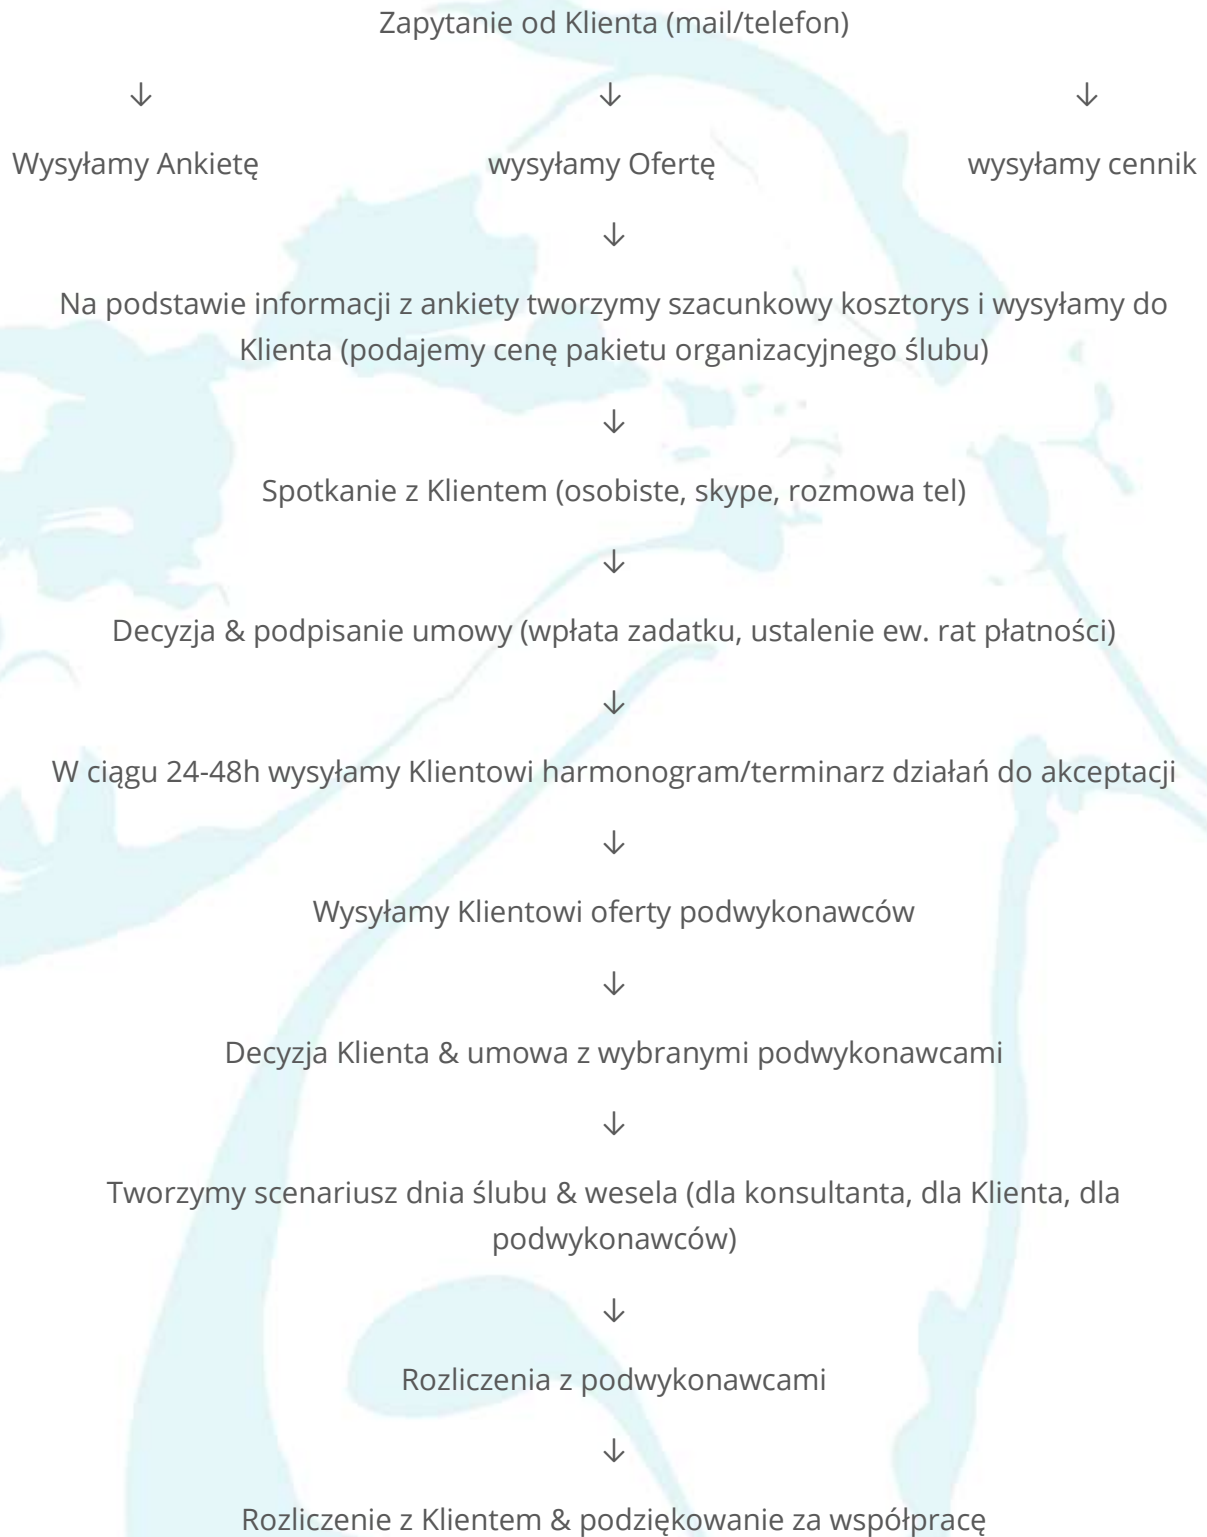 Zapytanie od Klienta (mail/telefon)
↓ ↓ ↓
Wysyłamy Ankietę wysyłamy Ofertę wysyłamy cennik
↓
Na podstawie informacji z ankiety tworzymy szacunkowy kosztorys i wysyłamy do
Klienta (podajemy cenę pakietu organizacyjnego ślubu)
↓
Spotkanie z Klientem (osobiste, skype, rozmowa tel)
↓
Decyzja & podpisanie umowy (wpłata zadatku, ustalenie ew. rat płatności)
↓
W ciągu 24-48h wysyłamy Klientowi harmonogram/terminarz działań do akceptacji
↓
Wysyłamy Klientowi oferty podwykonawców
↓
Decyzja Klienta & umowa z wybranymi podwykonawcami
↓
Tworzymy scenariusz dnia ślubu & wesela (dla konsultanta, dla Klienta, dla
podwykonawców)
↓
Rozliczenia z podwykonawcami
↓
Rozliczenie z Klientem & podziękowanie za współpracę